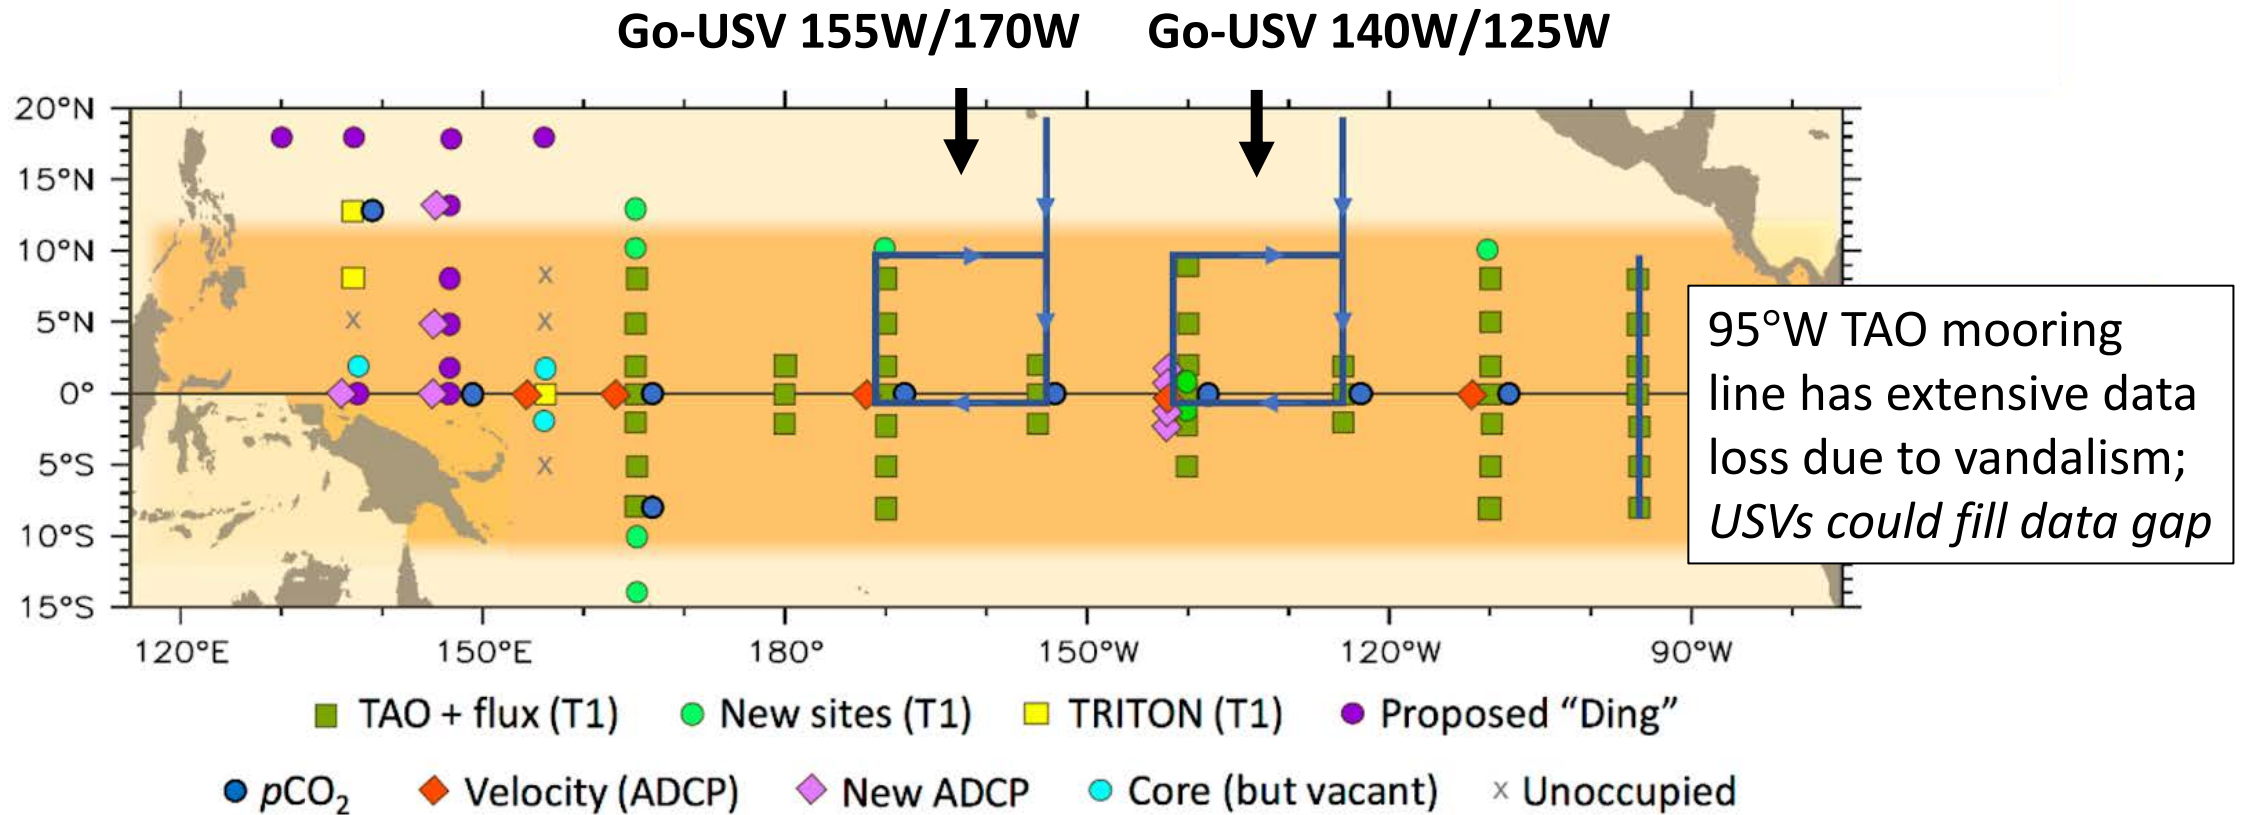 Go-USV 155W/170W
Go-USV 140W/125W
20°N
15°N
10°N
5°N
0°
5°S
10°S
15°S
95°W TAO mooring
line has extensive data
loss due to vandalism;
USVs could fill data gap
120°E
150°E
180°
150°W
120°W
90°W
TAO + flux (T1)
New sites (T1)
TRITON (T1)
Proposed “Ding”
pCO₂
Velocity (ADCP)
New ADCP
Core (but vacant)
Unoccupied